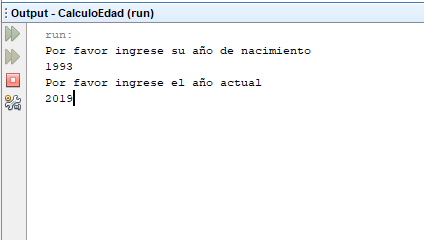 Output - CalculoEdad (run)
run:
Por favor ingrese su año de nacimiento
1993
Por favor ingrese el año actual
2019